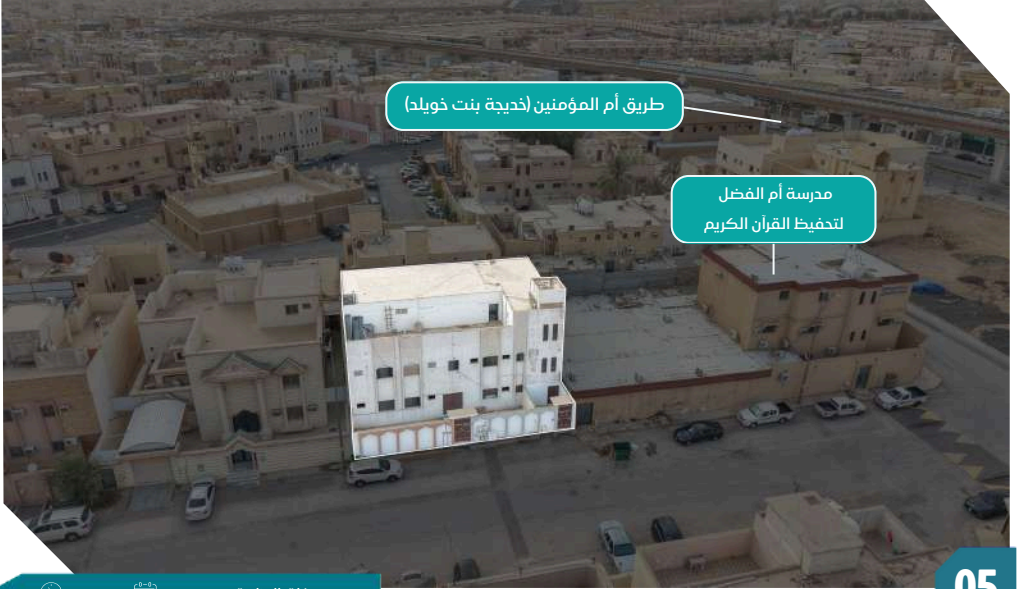 طريق أم المؤمنين (خديجة بنت خويلد)
مدرسة أم الفضل
لتحفيظ القرآن الكريم
05